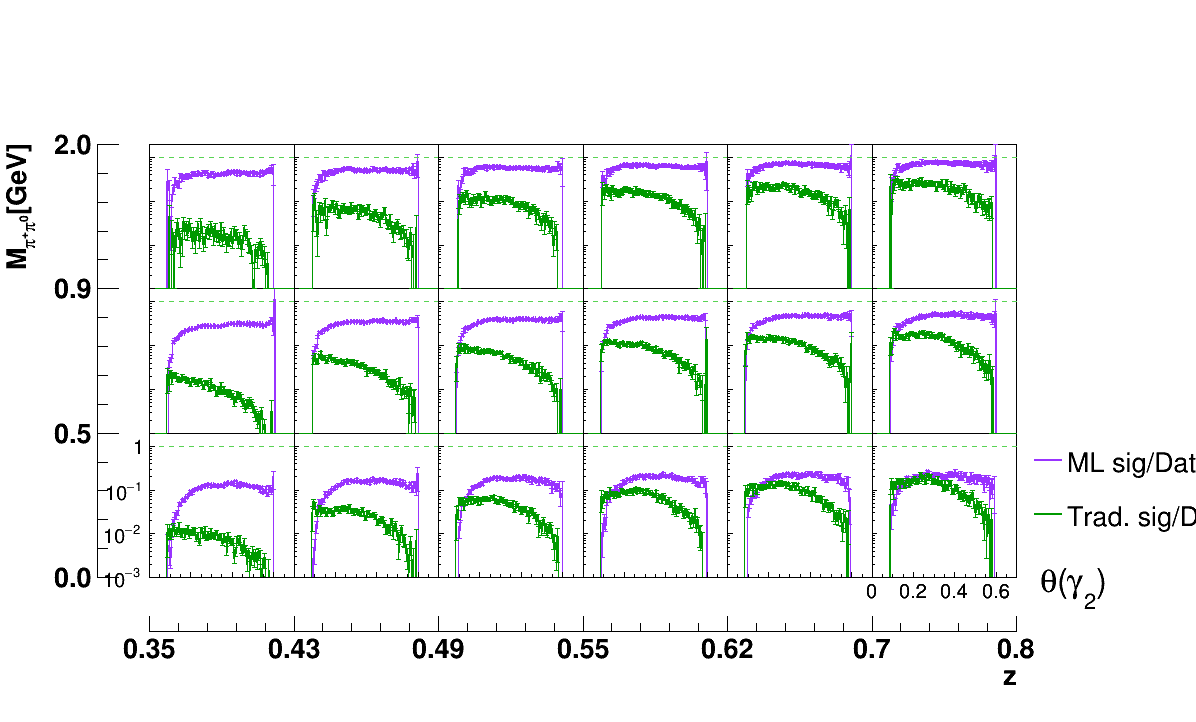 2.0
M_{π⁺π⁰}[GeV]
0.9
0.5
1
10⁻¹
10⁻²
10⁻³
0.0
ML sig/Dat
Trad. sig/D
0 0.2 0.4 0.6
θ(γ₂)
0.35 0.43 0.49 0.55 0.62 0.7 0.8
z